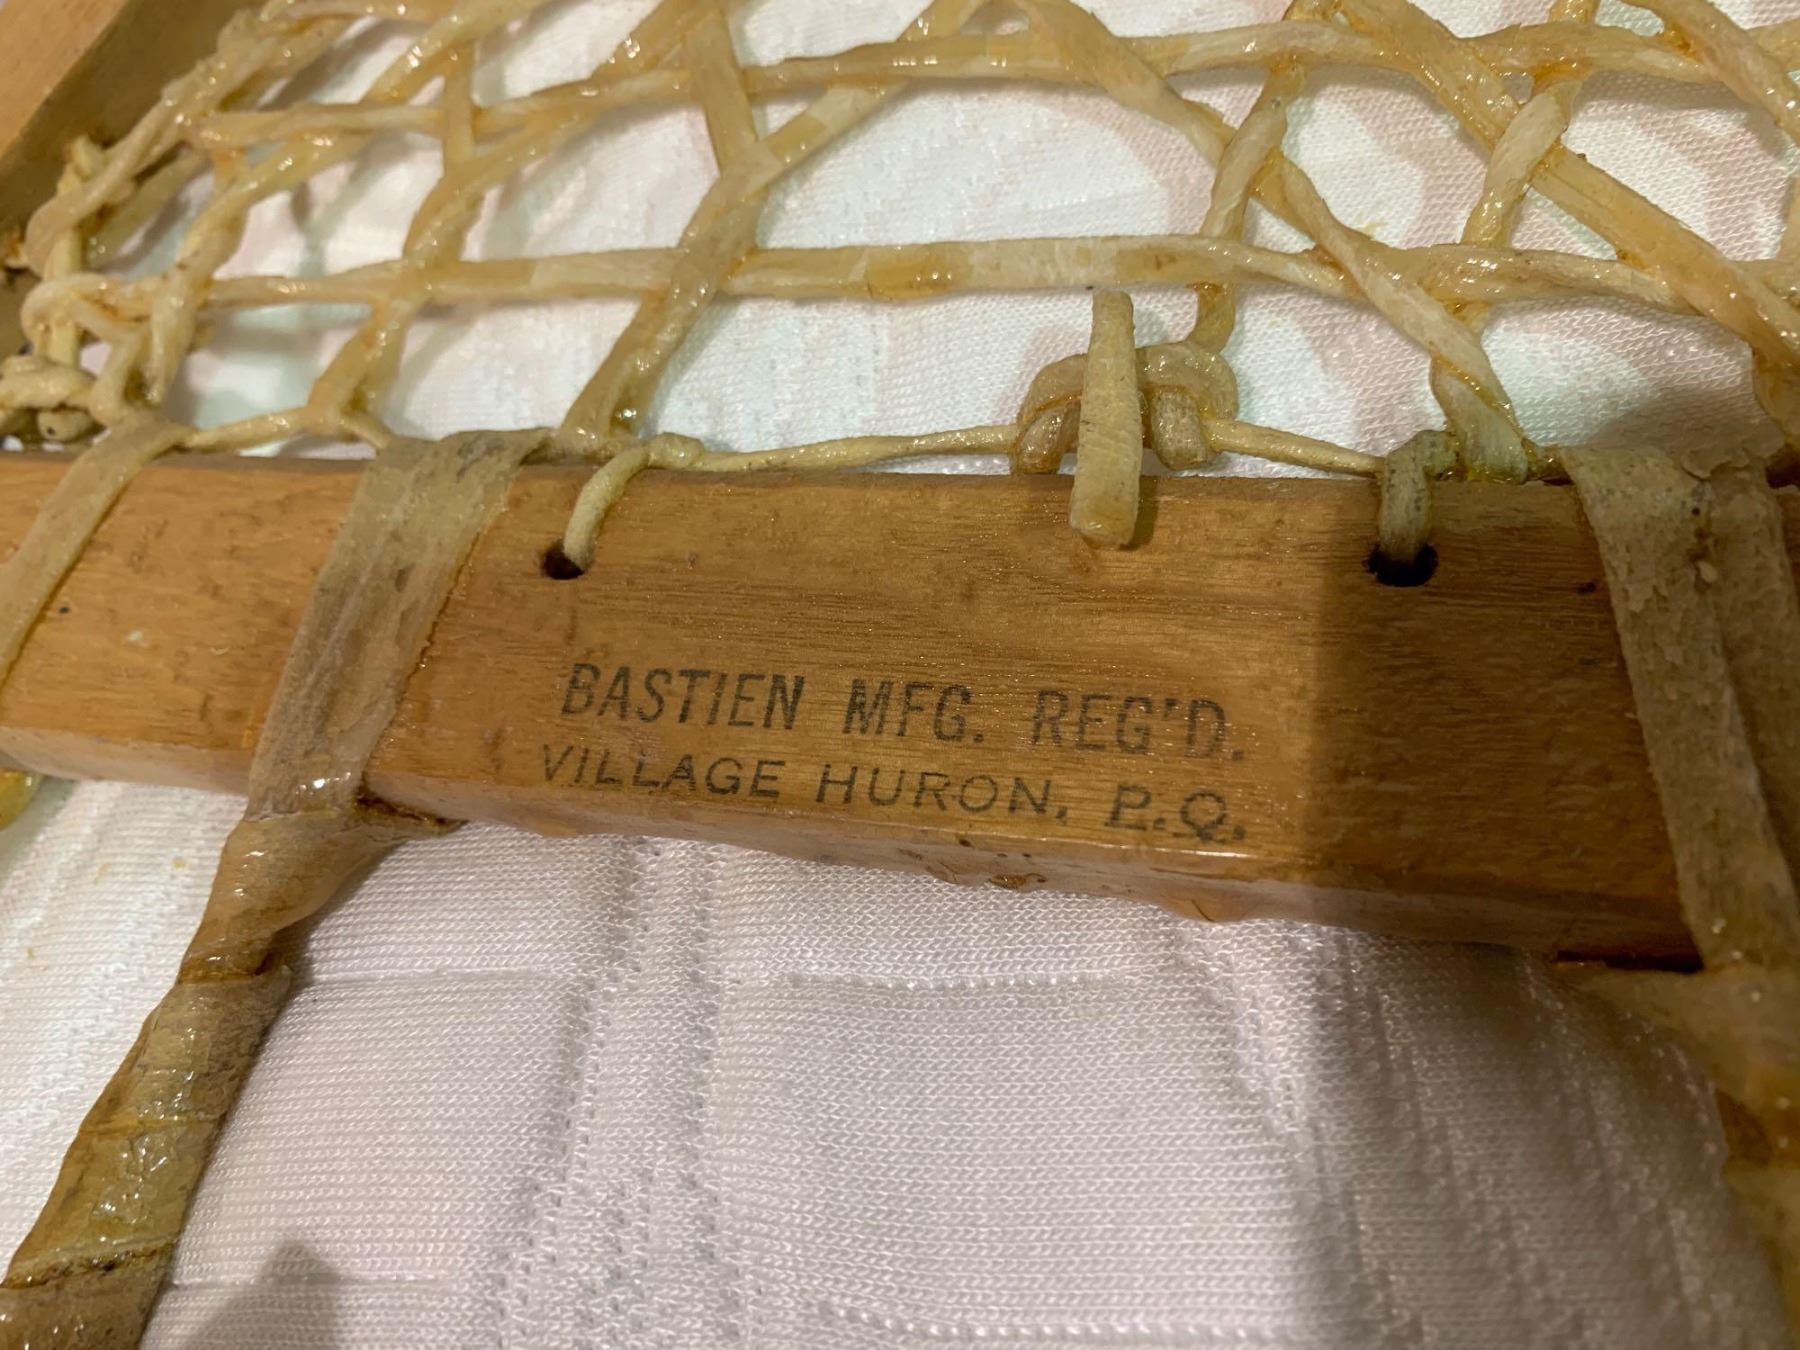 BASTIEN MFG. REG'D.
VILLAGE HURON, P.Q.